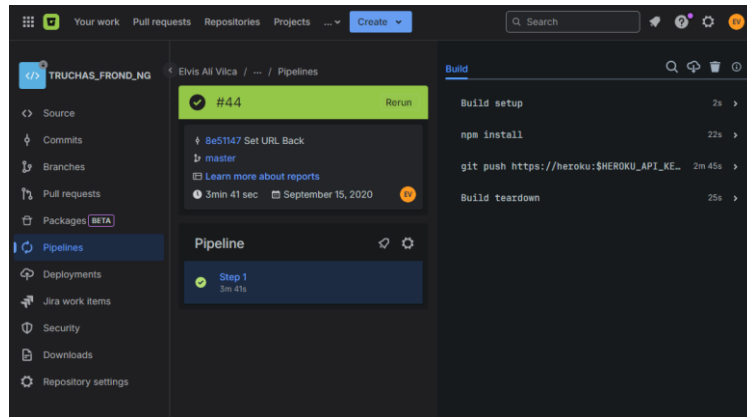 Your work Pull requests Repositories Projects ... Create Search EV
TRUCHAS_FROND_NG
Source
Commits
Branches
Pull requests
Packages BETA
Pipelines
Deployments
Jira work items
Security
Downloads
Repository settings
Elvis Alí Vilca / ··· / Pipelines
#44 Rerun
8e51147 Set URL Back
master
Learn more about reports
3min 41 sec September 15, 2020 EV
Pipeline
Step 1
3m 41s
Build
Build setup 2s
npm install 22s
git push https://heroku:$HEROKU_API_KE… 2m 45s
Build teardown 25s